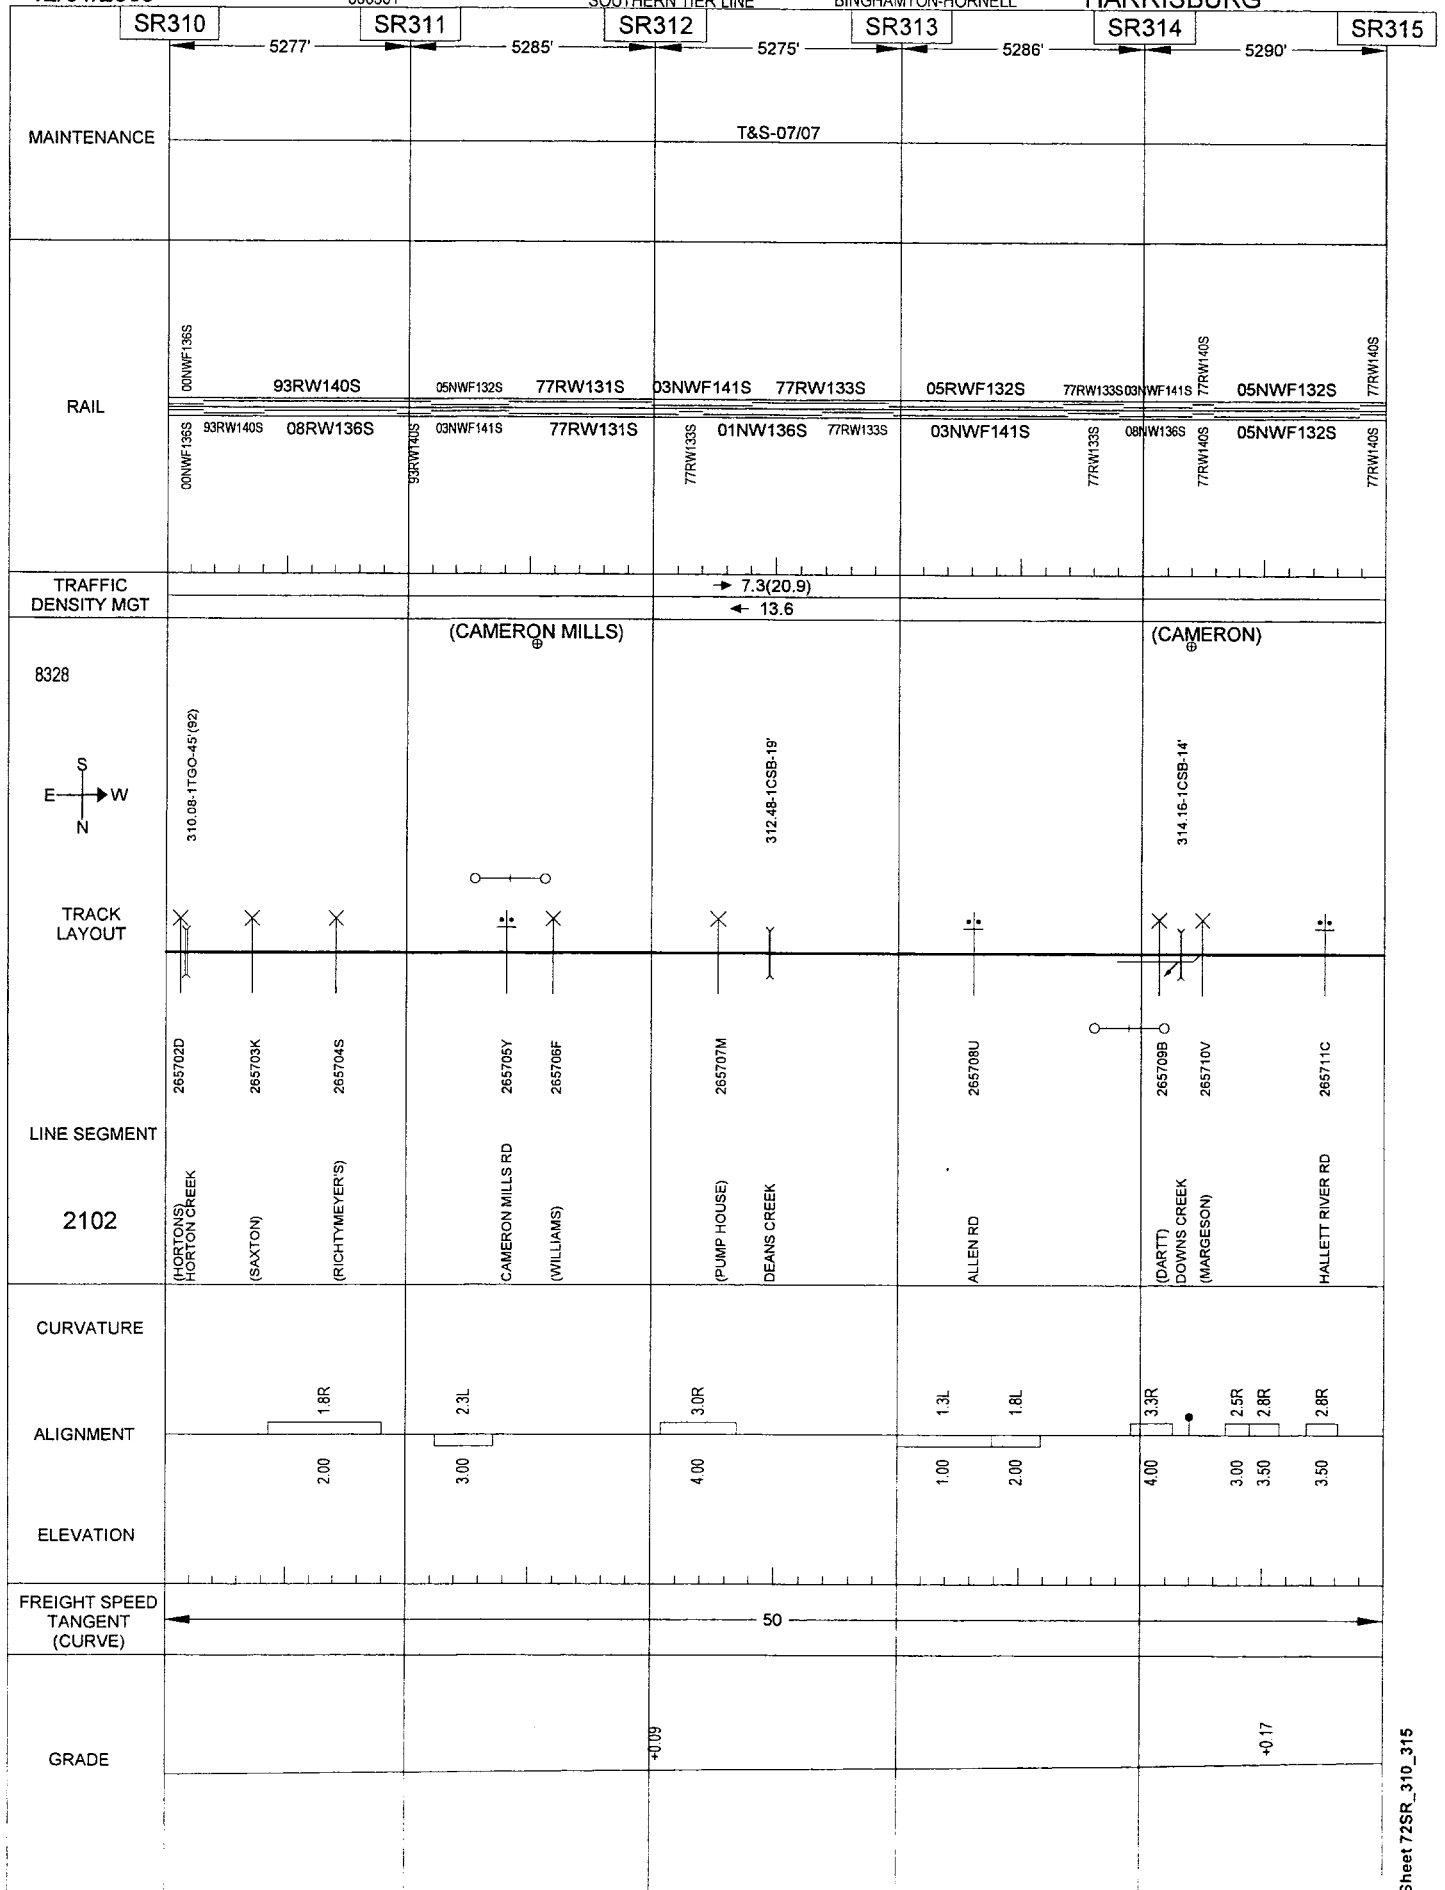 SOUTHERN TIER LINE
BINGHAMTON-HORNELL
HARRISBURG
SR310 SR311 SR312 SR313 SR314 SR315
5277' 5285' 5275' 5286' 5290'
MAINTENANCE
T&S-07/07
RAIL
00NWF136S 93RW140S 05NWF132S 77RW131S 03NWF141S 77RW133S 05RWF132S 77RW133S 03NWF141S 77RW140S 05NWF132S 77RW140S
00NWF136S 93RW140S 08RW136S 93RW140S 03NWF141S 77RW131S 77RW133S 01NW136S 77RW133S 03NWF141S 77RW133S 08NW136S 77RW140S 05NWF132S 77RW140S
TRAFFIC
DENSITY MGT
7.3(20.9)
13.6
(CAMERON MILLS) (CAMERON)
8328
S
E W
N
310.08-1TGO-45'(92) 312.48-1CSB-19' 314.16-1CSB-14'
TRACK
LAYOUT
265702D 265703K 265704S 265705Y 265706F 265707M 265708U 265709B 265710V 265711C
LINE SEGMENT
2102
(HORTONS)
HORTON CREEK
(SAXTON)
(RICHTYMEYER'S)
CAMERON MILLS RD
(WILLIAMS)
(PUMP HOUSE)
DEANS CREEK
ALLEN RD
(DARTT)
DOWNS CREEK
(MARGESON)
HALLETT RIVER RD
CURVATURE
1.8R 2.3L 3.0R 1.3L 1.8L 3.3R 2.5R 2.8R 2.8R
ALIGNMENT
2.00 3.00 4.00 1.00 2.00 4.00 3.00 3.50 3.50
ELEVATION
FREIGHT SPEED
TANGENT
(CURVE)
50
GRADE
+0.09 +0.17
Sheet 72SR_310_315